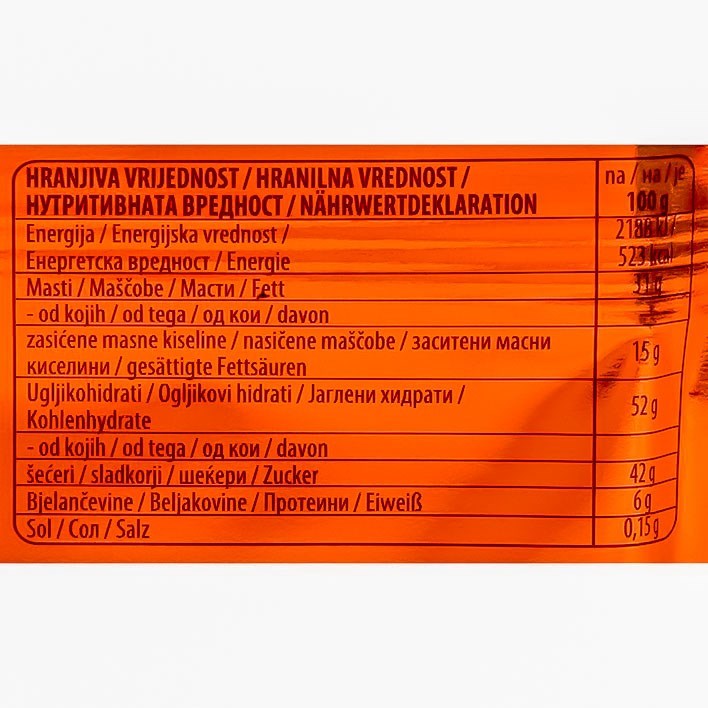 HRANJIVA VRIJEDNOST / HRANILNA VREDNOST /
НУТРИТИВНАТА ВРЕДНОСТ / NÄHRWERTDEKLARATION
na / на / je
100 g
Energija / Energijska vrednost /
Енергетска вредност / Energie
2188 kJ/
523 kcal
Masti / Maščobe / Масти / Fett
31 g
- od kojih / od tega / од кои / davon
zasićene masne kiseline / nasičene maščobe / заситени масни
киселини / gesättigte Fettsäuren
15 g
Ugljikohidrati / Ogljikovi hidrati / Јаглени хидрати /
Kohlenhydrate
52 g
- od kojih / od tega / од кои / davon
šećeri / sladkorji / шеќери / Zucker
42 g
Bjelančevine / Beljakovine / Протеини / Eiweiß
6 g
Sol / Сол / Salz
0,15 g